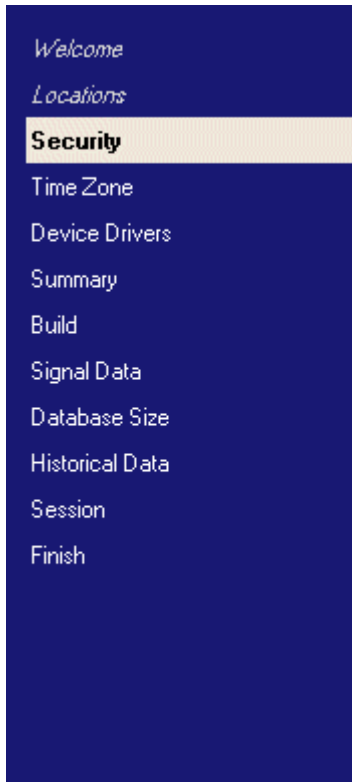 Welcome
Locations
Security
Time Zone
Device Drivers
Summary
Build
Signal Data
Database Size
Historical Data
Session
Finish